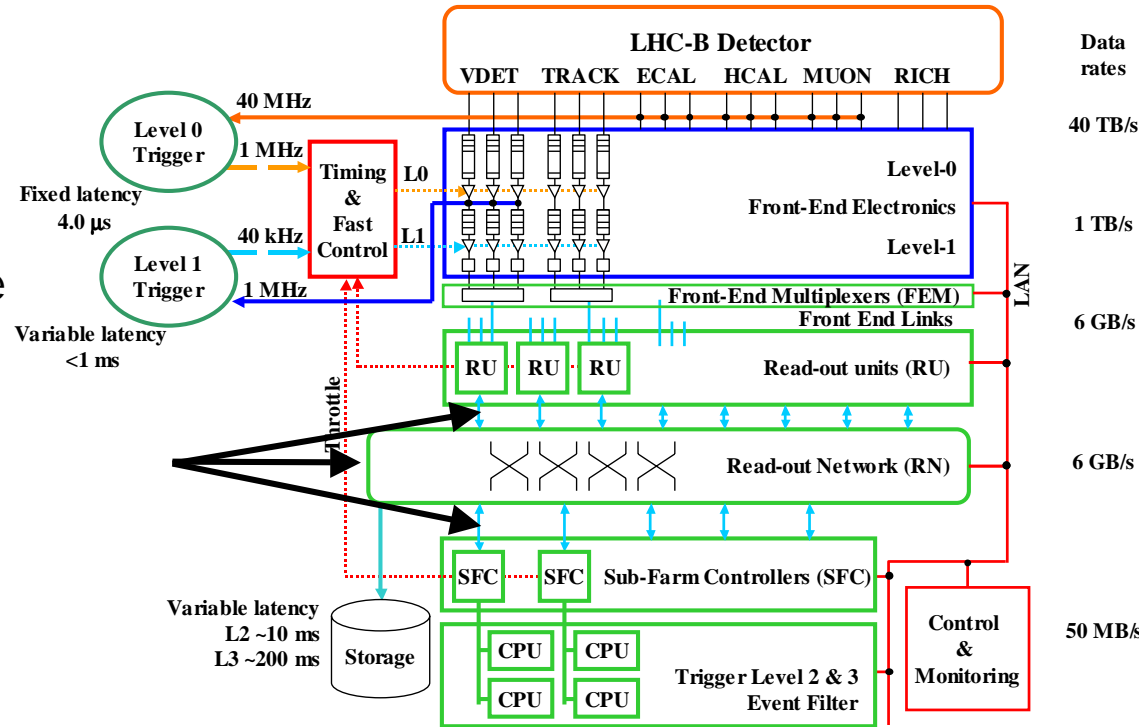 LHC-B Detector
VDET TRACK ECAL HCAL MUON RICH
Data
rates
40 MHz
Level 0
Trigger
1 MHz
Fixed latency
4.0 μs
Timing
&
Fast
Control
L0
L1
Level-0
Front-End Electronics
Level-1
40 TB/s
1 TB/s
40 kHz
Level 1
Trigger
1 MHz
e
Variable latency
<1 ms
LAN
Front-End Multiplexers (FEM)
Front End Links
6 GB/s
RU RU RU
Read-out units (RU)
Throttle
Read-out Network (RN)
6 GB/s
SFC SFC
Sub-Farm Controllers (SFC)
Variable latency
L2 ~10 ms
L3 ~200 ms
Storage
CPU CPU
CPU CPU
Trigger Level 2 & 3
Event Filter
Control
&
Monitoring
50 MB/s